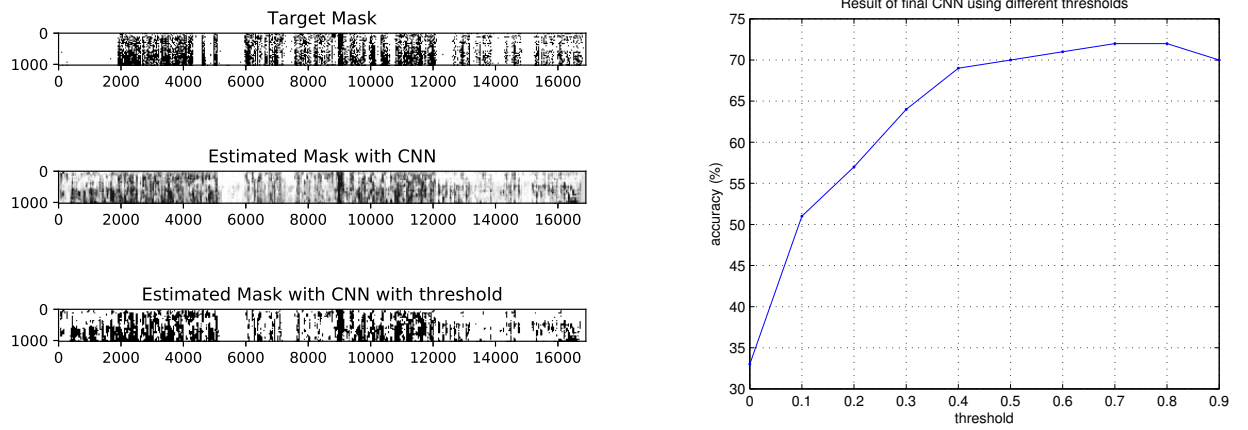 Target Mask
0
1000
0 2000 4000 6000 8000 10000 12000 14000 16000
Estimated Mask with CNN
0
1000
0 2000 4000 6000 8000 10000 12000 14000 16000
Estimated Mask with CNN with threshold
0
1000
0 2000 4000 6000 8000 10000 12000 14000 16000
Result of final CNN using different thresholds
75
70
65
60
55
50
45
40
35
30
accuracy (%)
0 0.1 0.2 0.3 0.4 0.5 0.6 0.7 0.8 0.9
threshold